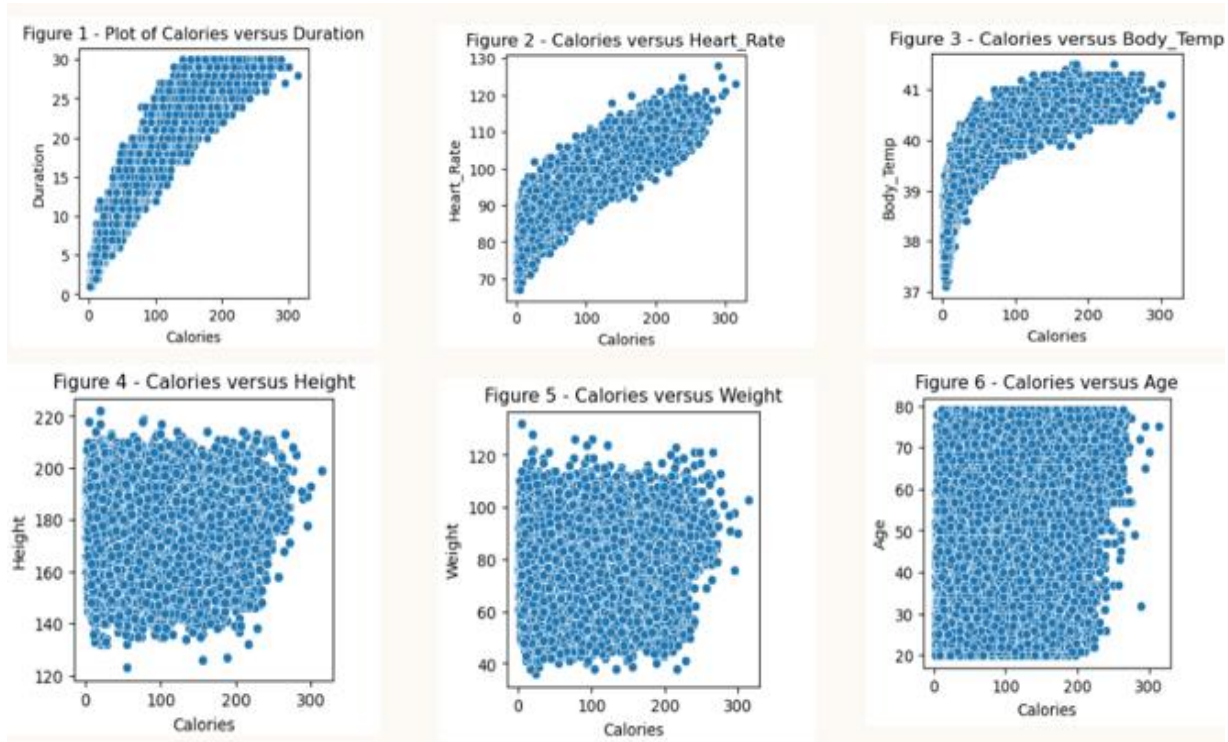 Figure 1 - Plot of Calories versus Duration
30
25
20
15
10
5
0
Duration
0 100 200 300
Calories
Figure 2 - Calories versus Heart_Rate
130
120
110
100
90
80
70
Heart_Rate
0 100 200 300
Calories
Figure 3 - Calories versus Body_Temp
41
40
39
38
37
Body_Temp
0 100 200 300
Calories
Figure 4 - Calories versus Height
220
200
180
160
140
120
Height
0 100 200 300
Calories
Figure 5 - Calories versus Weight
120
100
80
60
40
Weight
0 100 200 300
Calories
Figure 6 - Calories versus Age
80
70
60
50
40
30
20
Age
0 100 200 300
Calories